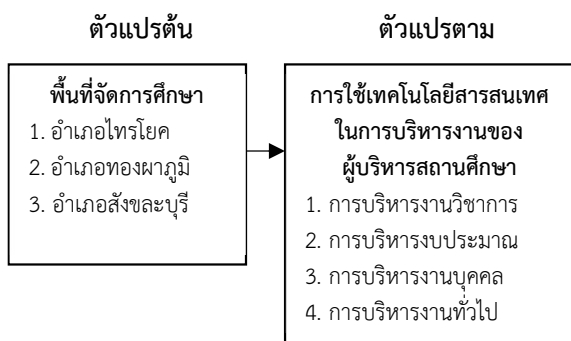 ตัวแปรต้น
พื้นที่จัดการศึกษา
1. อำเภอไทรโยค
2. อำเภอทองผาภูมิ
3. อำเภอสังขละบุรี
ตัวแปรตาม
การใช้เทคโนโลยีสารสนเทศ
ในการบริหารงานของ
ผู้บริหารสถานศึกษา
1. การบริหารงานวิชาการ
2. การบริหารงบประมาณ
3. การบริหารงานบุคคล
4. การบริหารงานทั่วไป